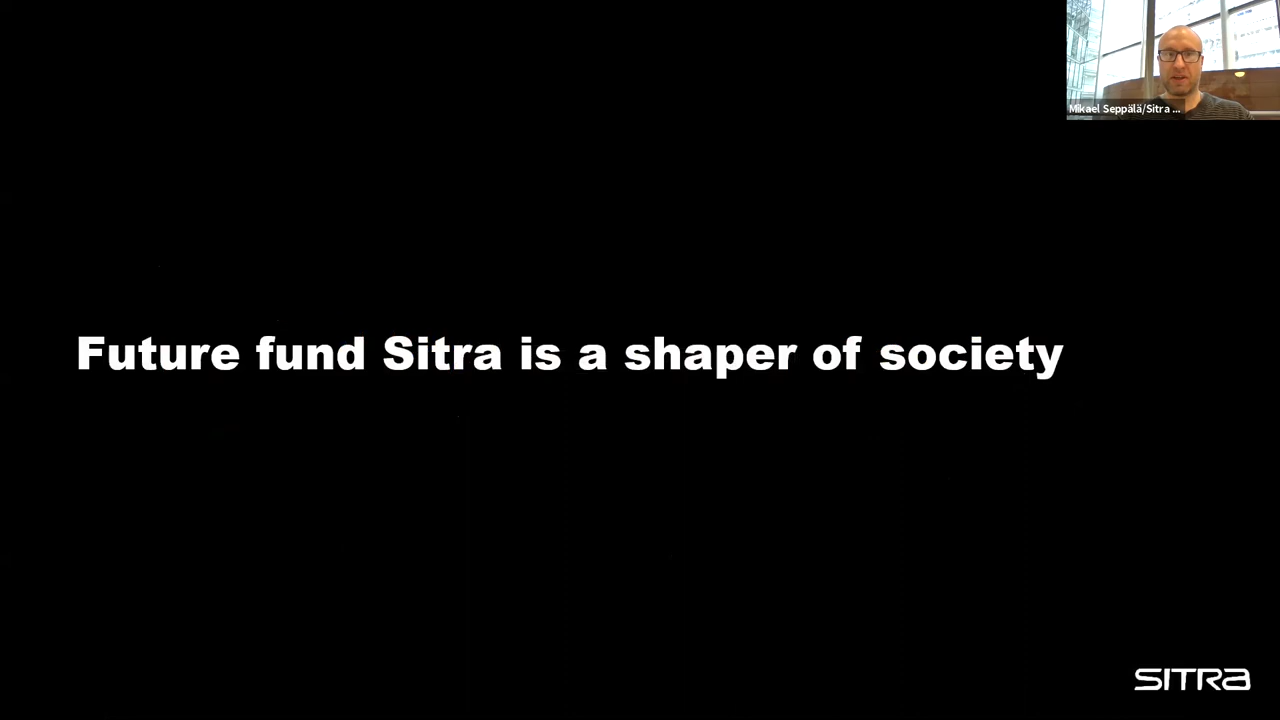 Mikael Seppälä/Sitra ...
Future fund Sitra is a shaper of society
SITRA